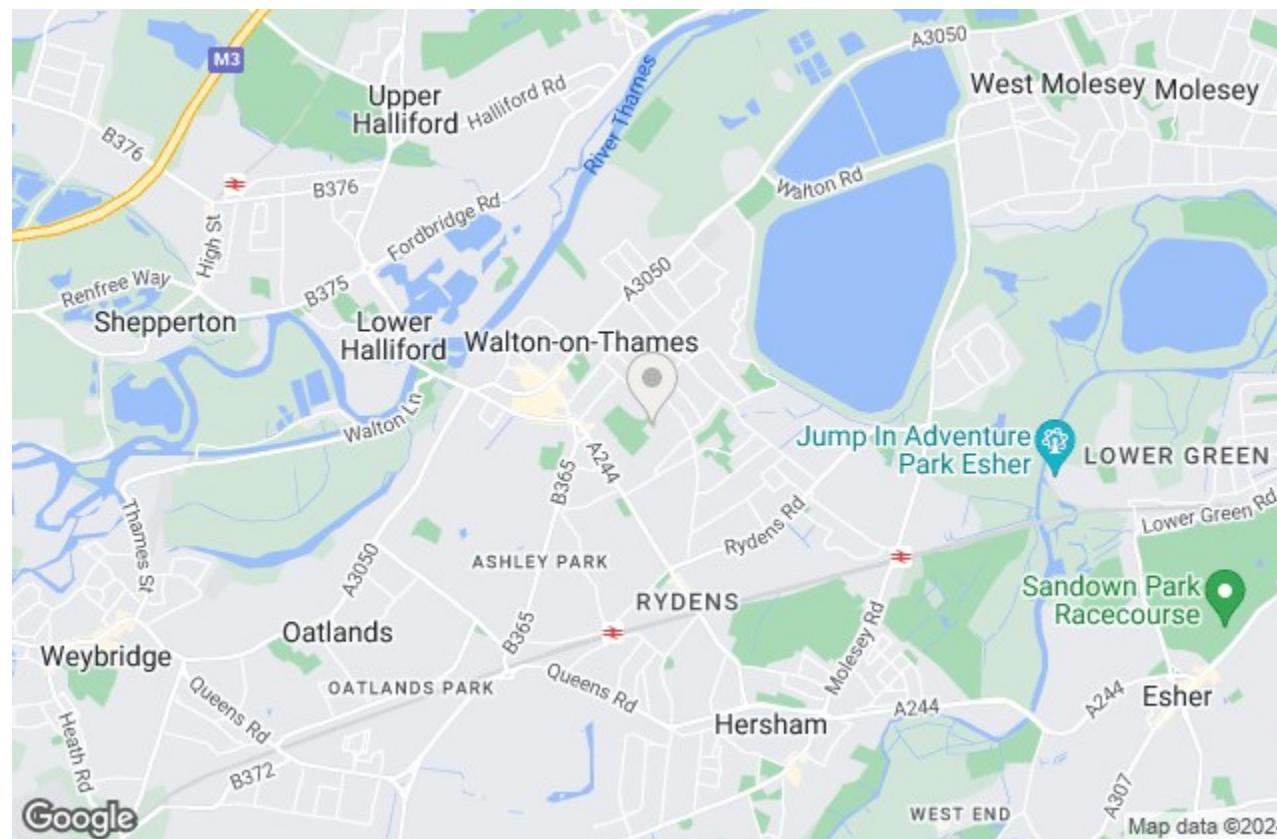 A3050
M3
West Molesey
Molesey
Upper
Halliford
Halliford Rd
River Thames
B376
B376
Walton Rd
Fordbridge Rd
High St
Renfree Way
B375
A3050
Shepperton
Lower
Halliford
Walton-on-Thames
Walton Ln
Jump In Adventure
Park Esher
LOWER GREEN
A244
B365
Lower Green Rd
Rydens Rd
Thames St
A3050
ASHLEY PARK
Sandown Park
Racecourse
RYDENS
Oatlands
B365
Molesey Rd
Weybridge
OATLANDS PARK
Queens Rd
Queens Rd
Esher
A244
A244
Hersham
Heath Rd
B372
A307
WEST END
Google
Map data ©202